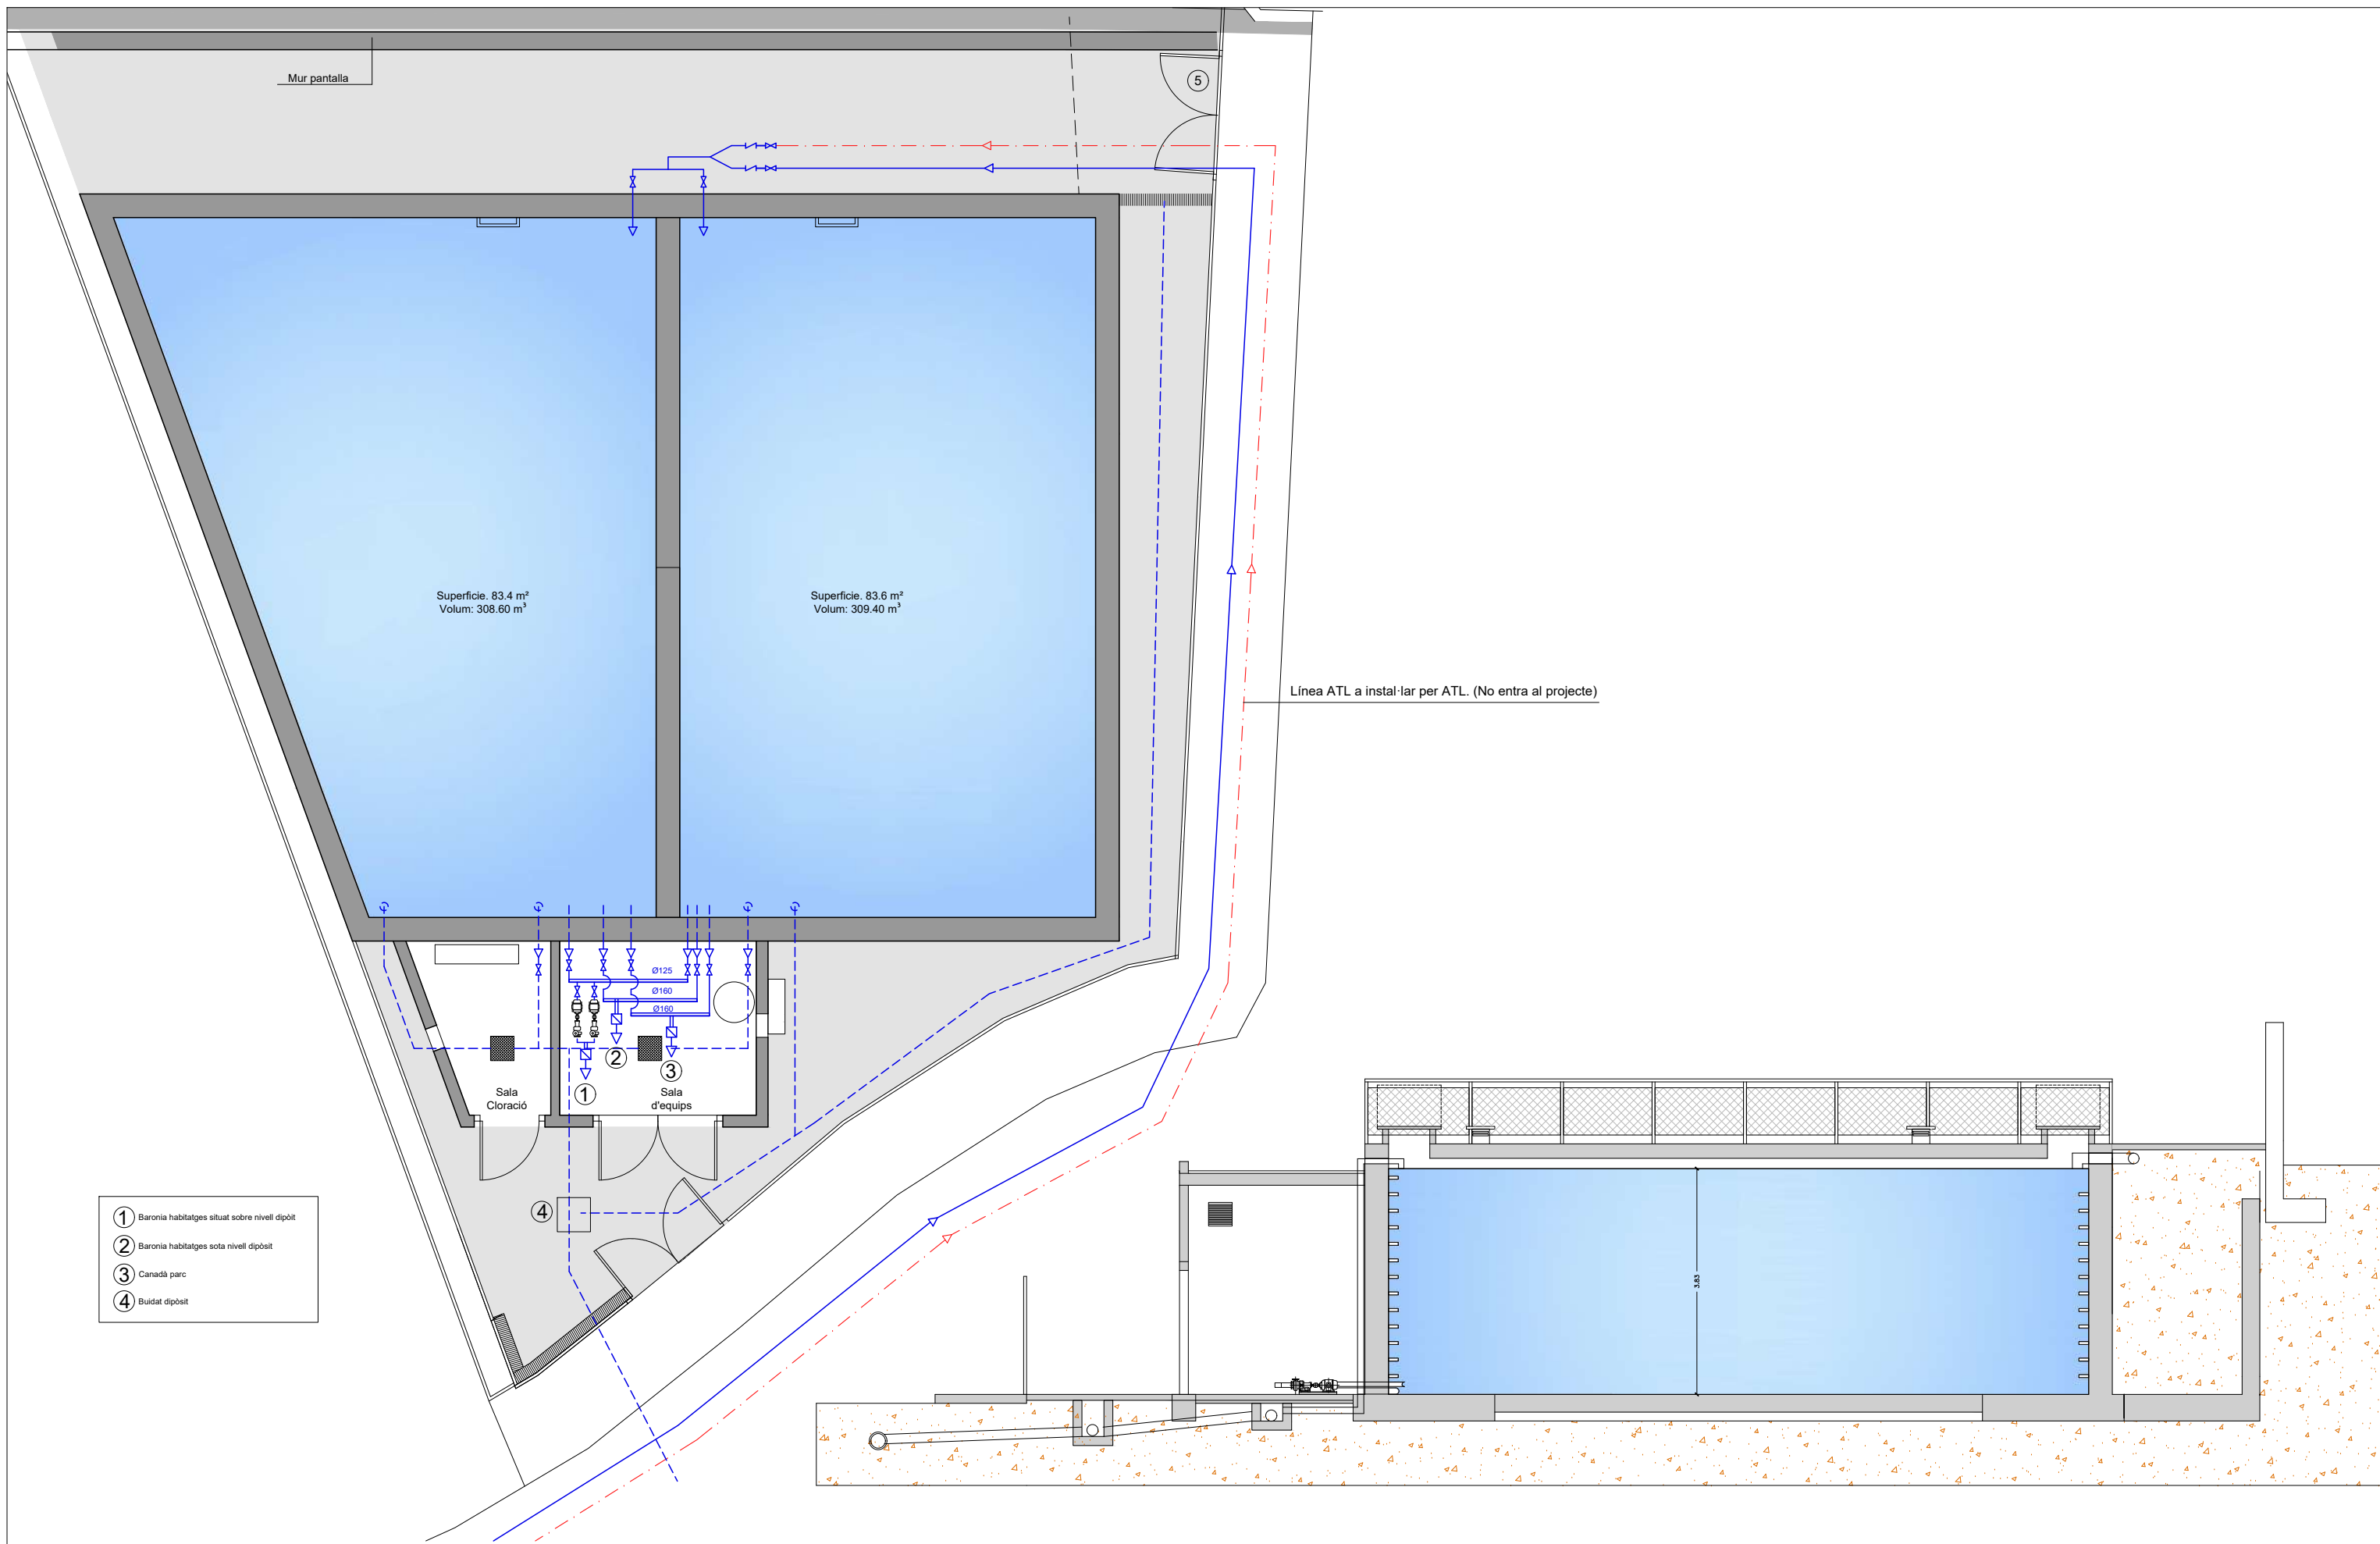 Mur pantalla
5
Superficie. 83.4 m²
Volum: 308.60 m³
Superficie. 83.6 m²
Volum: 309.40 m³
Línea ATL a instal·lar per ATL. (No entra al projecte)
Ø125
Ø160
Ø160
2
3
1
Sala
Cloració
Sala
d'equips
4
1 Baronia habitatges situat sobre nivell dipòit
2 Baronia habitatges sota nivell dipòsit
3 Canadà parc
4 Buidat dipòsit
3.83